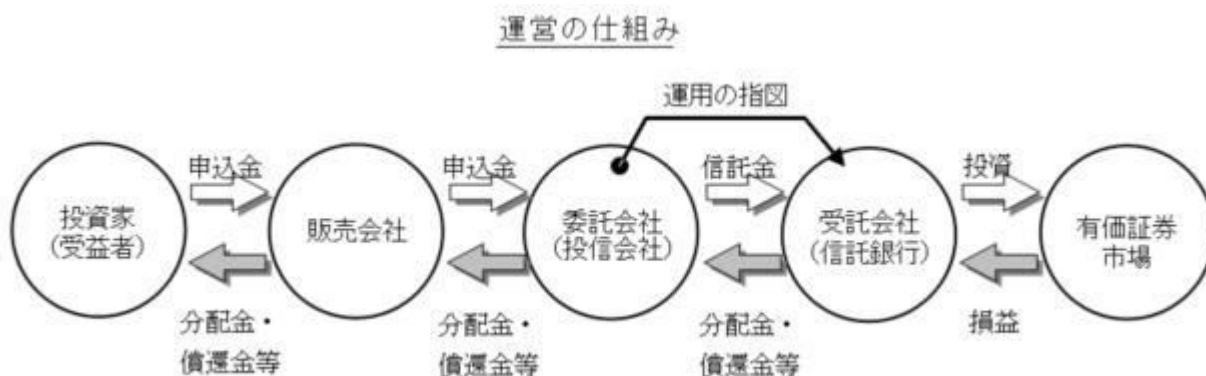 運営の仕組み
運用の指図
申込金
申込金
信託金
投資
投資家
(受益者)
販売会社
委託会社
(投信会社)
受託会社
(信託銀行)
有価証券
市場
分配金・
償還金等
分配金・
償還金等
分配金・
償還金等
損益